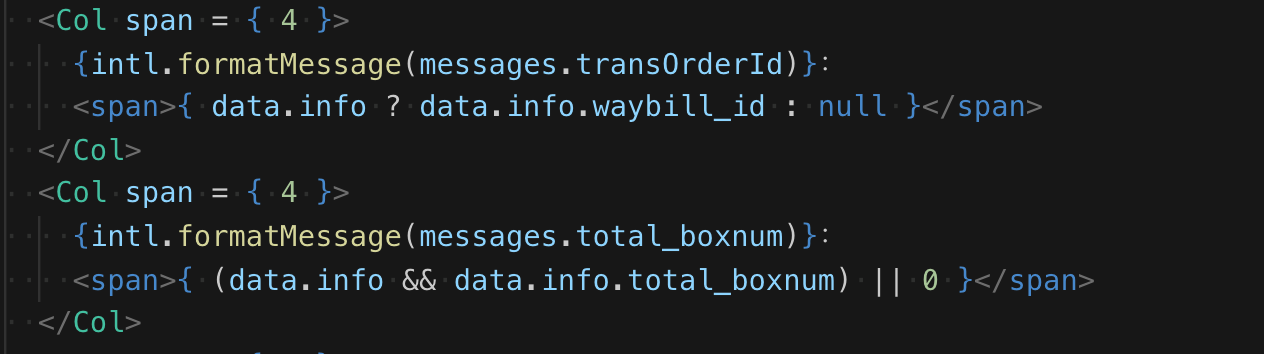 <Col span = { 4 }>
{intl.formatMessage(messages.transOrderId)}:
<span>{ data.info ? data.info.waybill_id : null }</span>
</Col>
<Col span = { 4 }>
{intl.formatMessage(messages.total_boxnum)}:
<span>{ (data.info && data.info.total_boxnum) || 0 }</span>
</Col>